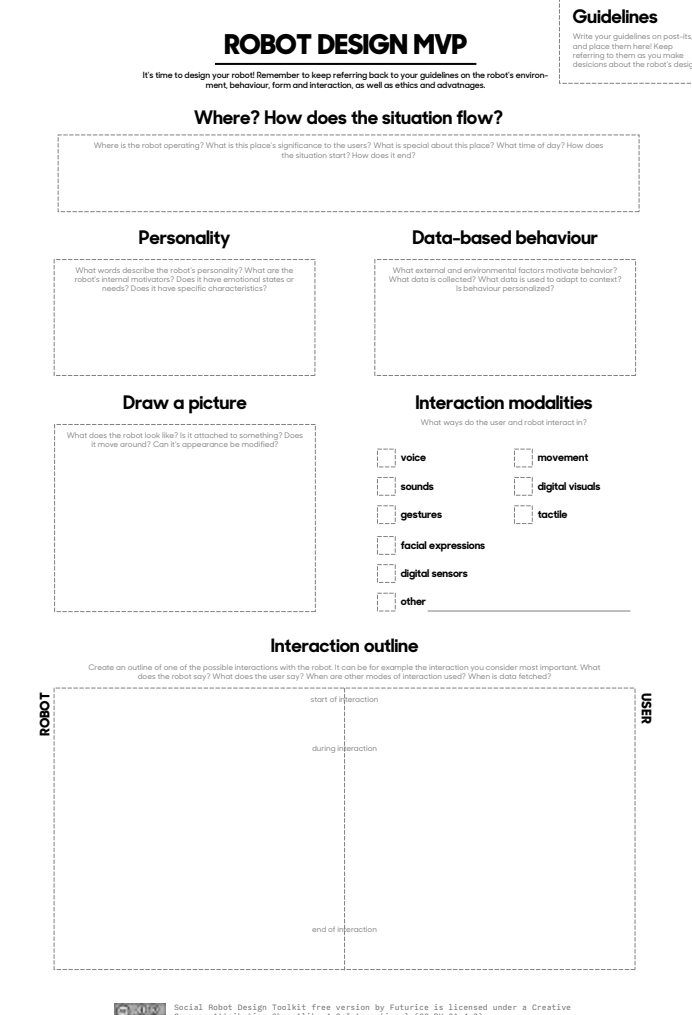 Guidelines
Write your guidelines on post-its,
and place them here! Keep
referring to them as you make
desicions about the robot's
ROBOT DESIGN MVP
It's time to design your robot! Remember to keep referring back to your guidelines on the robot's environ-
ment, behaviour, form and interaction, as well as ethics and advatnages.
Where? How does the situation flow?
Where is the robot operating? What is this place's significance to the users? What is special about this place? What time of day? How does
the situation start? How does it end?
Personality
Data-based behaviour
What words describe the robot's personality? What are the
robot's internal motivators? Does it have emotional states or
needs? Does it have specific characteristics?
What external and environmental factors motivate behavior?
What data is collected? What data is used to adapt to context?
Is behaviour personalized?
Draw a picture
Interaction modalities
What does the robot look like? Is it attached to something? Does
it move around? Can it's appearance be modified?
What ways do the user and robot interact in?
voice
movement
sounds
digital visuals
gestures
tactile
facial expressions
digital sensors
other
Interaction outline
Create an outline of one of the possible interactions with the robot. It can be for example the interaction you consider most important. What
does the robot say? What does the user say? When are other modes of interaction used? When is data fetched?
ROBOT
USER
start of interaction
during interaction
end of interaction
Social Robot Design Toolkit free version by Futurice is licensed under a Creative